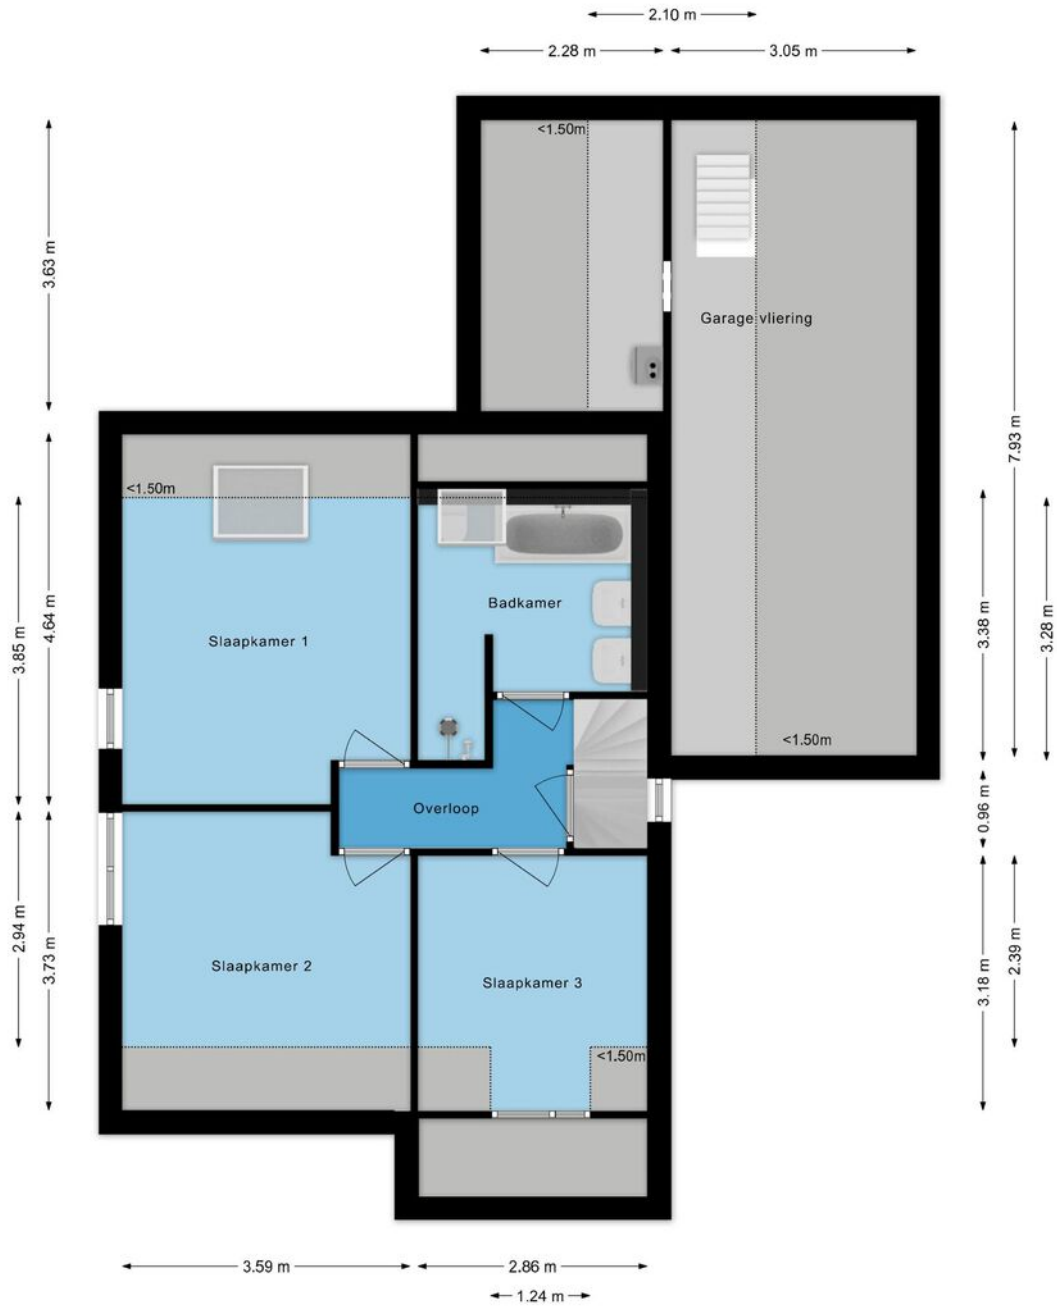 2.10 m
2.28 m
3.05 m
<1.50m
3.63 m
Garage vliering
7.93 m
<1.50m
3.85 m
4.64 m
Badkamer
Slaapkamer 1
3.38 m
3.28 m
<1.50m
Overloop
0.96 m
2.94 m
3.73 m
Slaapkamer 2
Slaapkamer 3
3.18 m
2.39 m
<1.50m
3.59 m
2.86 m
1.24 m